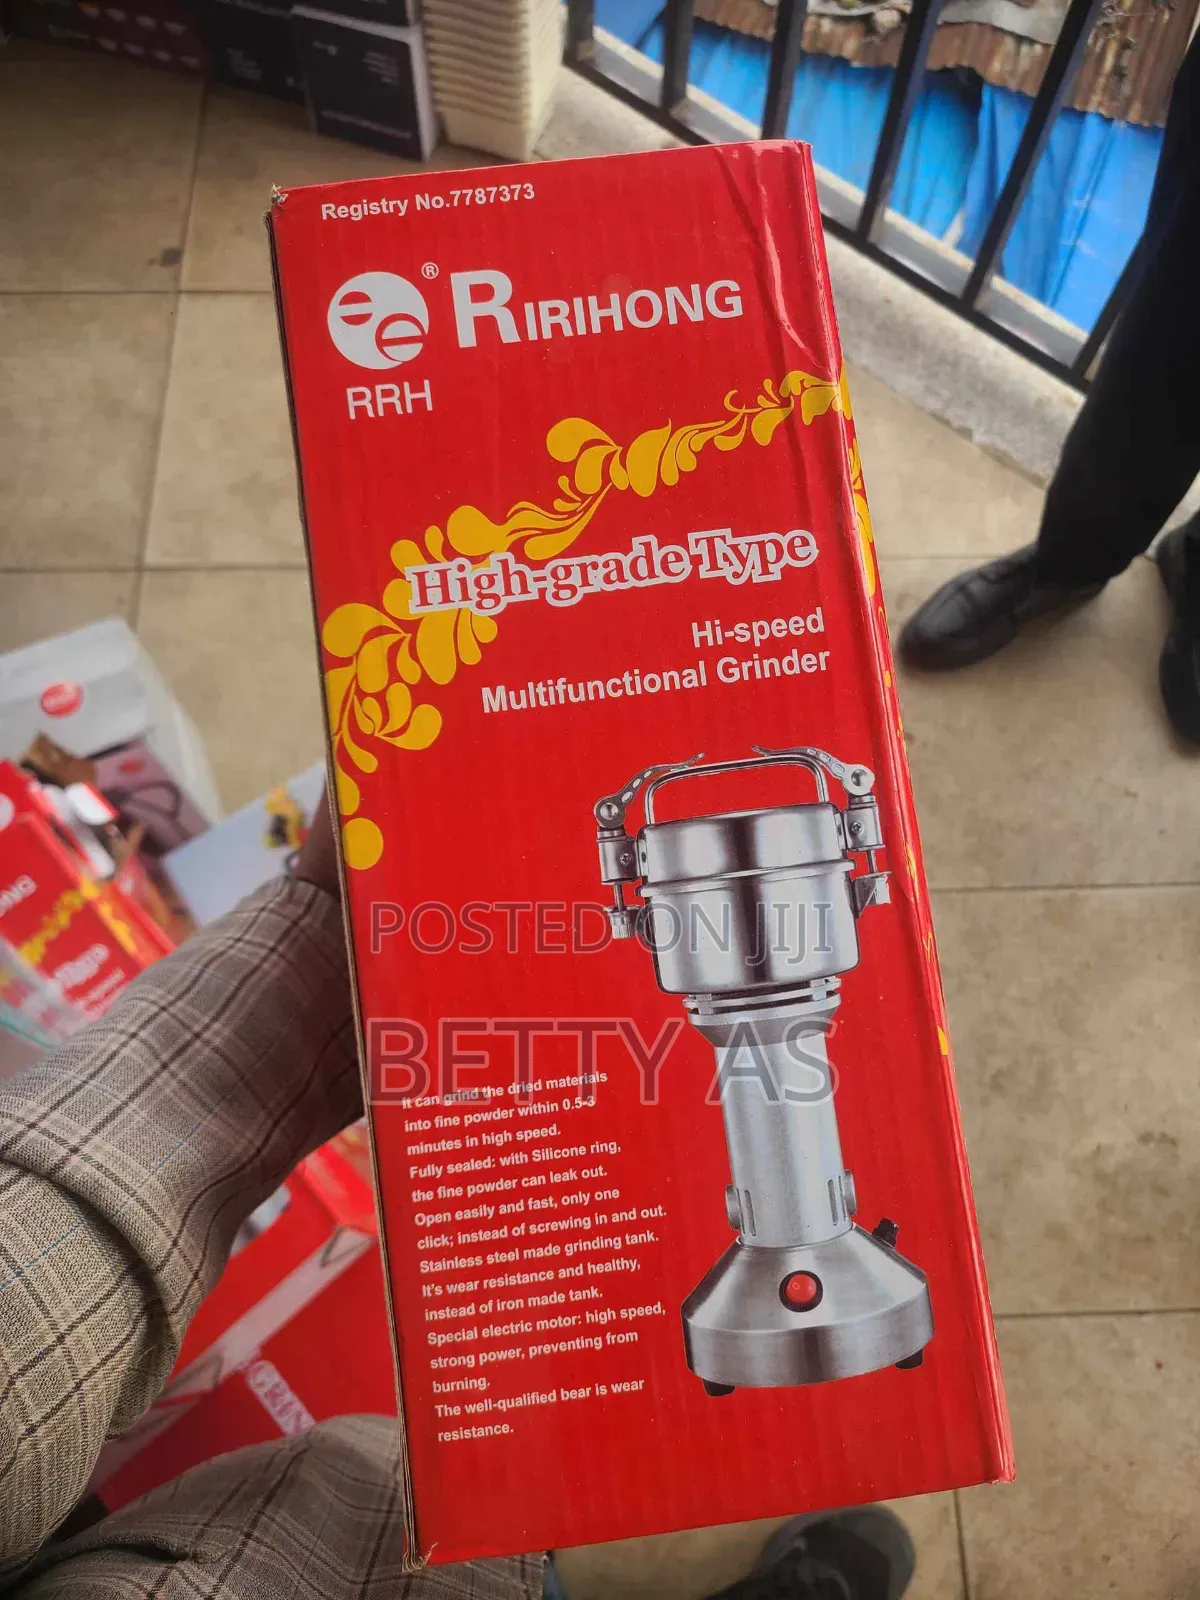 Registry No.7787373
®
RIRIHONG
RRH
High-grade Type
Hi-speed
Multifunctional Grinder
POSTED ON JIJI
BETTY AS
It can grind the dried materials
into fine powder within 0.5-3
minutes in high speed.
Fully sealed: with Silicone ring,
the fine powder can leak out.
Open easily and fast, only one
click; instead of screwing in and out.
Stainless steel made grinding tank.
It's wear resistance and healthy,
instead of iron made tank.
Special electric motor: high speed,
strong power, preventing from
burning.
The well-qualified bear is wear
resistance.